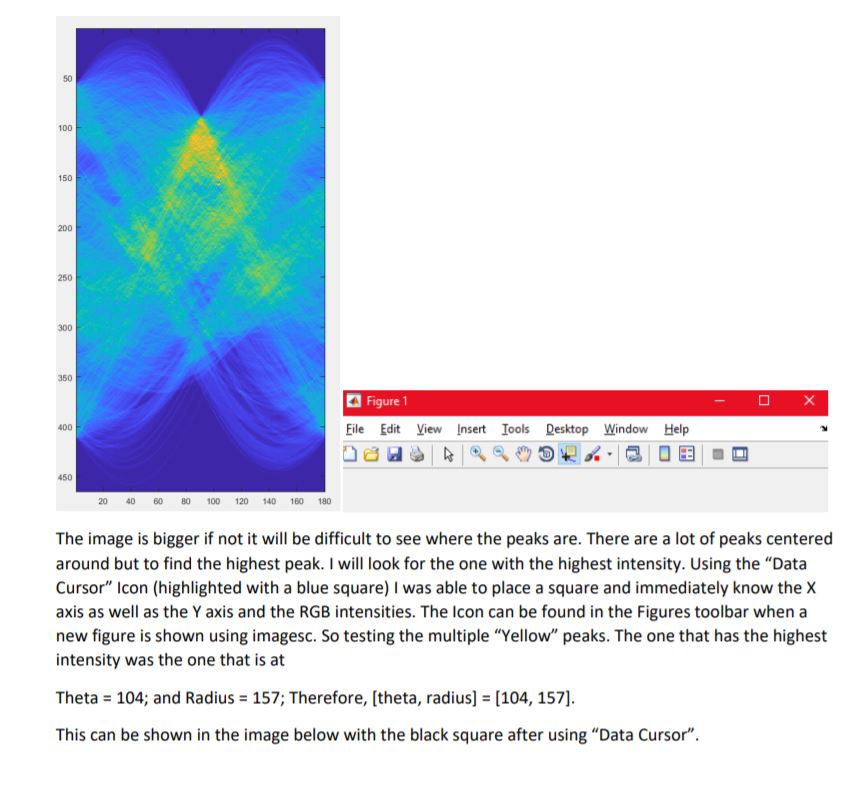 50
100
150
200
250
300
350
400
450
20 40 60 80 100 120 140 160 180
Figure 1
File Edit View Insert Tools Desktop Window Help
The image is bigger if not it will be difficult to see where the peaks are. There are a lot of peaks centered
around but to find the highest peak. I will look for the one with the highest intensity. Using the “Data
Cursor” Icon (highlighted with a blue square) I was able to place a square and immediately know the X
axis as well as the Y axis and the RGB intensities. The Icon can be found in the Figures toolbar when a
new figure is shown using imagesc. So testing the multiple “Yellow” peaks. The one that has the highest
intensity was the one that is at
Theta = 104; and Radius = 157; Therefore, [theta, radius] = [104, 157].
This can be shown in the image below with the black square after using “Data Cursor”.